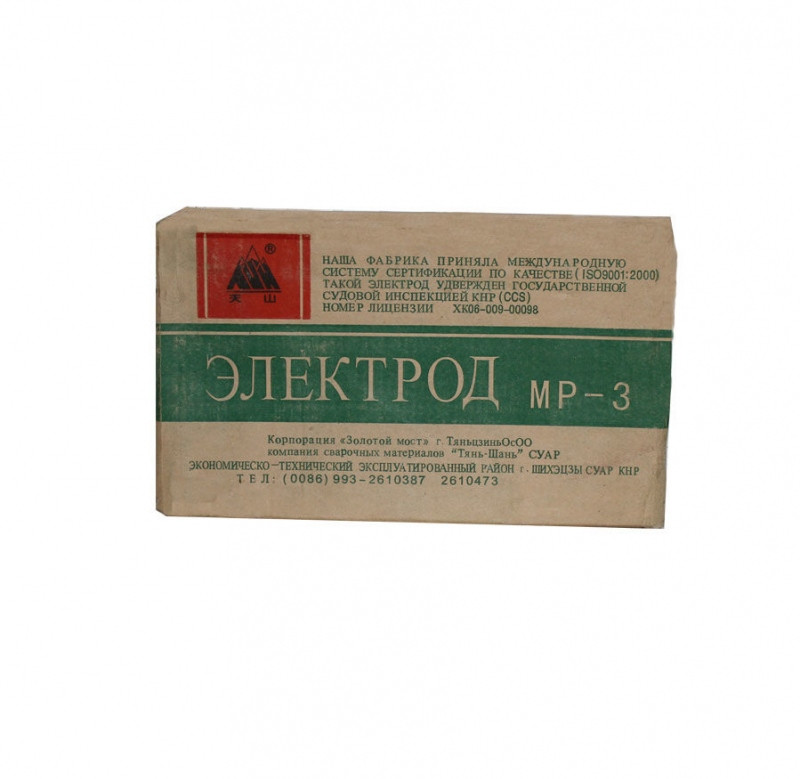 ®
天山
НАША ФАБРИКА ПРИНЯЛА МЕЖДУНАРОДНУЮ
СИСТЕМУ СЕРТИФИКАЦИИ ПО КАЧЕСТВЕ (ISO9001:2000)
ТАКОЙ ЭЛЕКТРОД УДВЕРЖДЕН ГОСУДАРСТВЕННОЙ
СУДОВОЙ ИНСПЕКЦИЕЙ КНР (CCS)
НОМЕР ЛИЦЕНЗИИ XK06-009-00098
ЭЛЕКТРОД МР-3
Корпорация «Золотой мост» г. ТяньцзиньОсОО
компания сварочных материалов "Тянь-Шань" СУАР
ЭКОНОМИЧЕСКО-ТЕХНИЧЕСКИЙ ЭКСПЛУАТИРОВАННЫЙ РАЙОН г. ШИХЭЦЗЫ СУАР КНР
ТЕЛ: (0086) 993-2610387 2610473